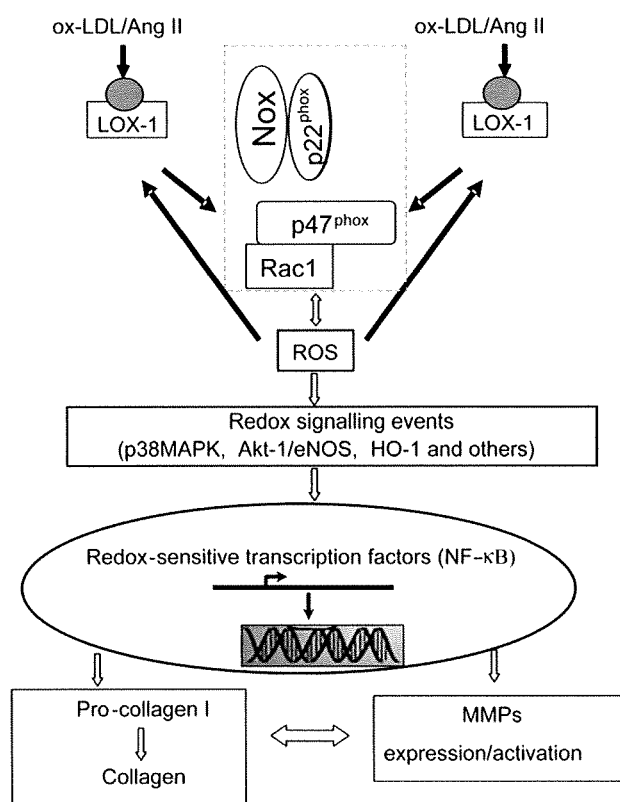 ox-LDL/Ang II
ox-LDL/Ang II
LOX-1
LOX-1
Nox
p22phox
p47phox
Rac1
ROS
Redox signalling events
(p38MAPK, Akt-1/eNOS, HO-1 and others)
Redox-sensitive transcription factors (NF-κB)
Pro-collagen I
Collagen
MMPs
expression/activation